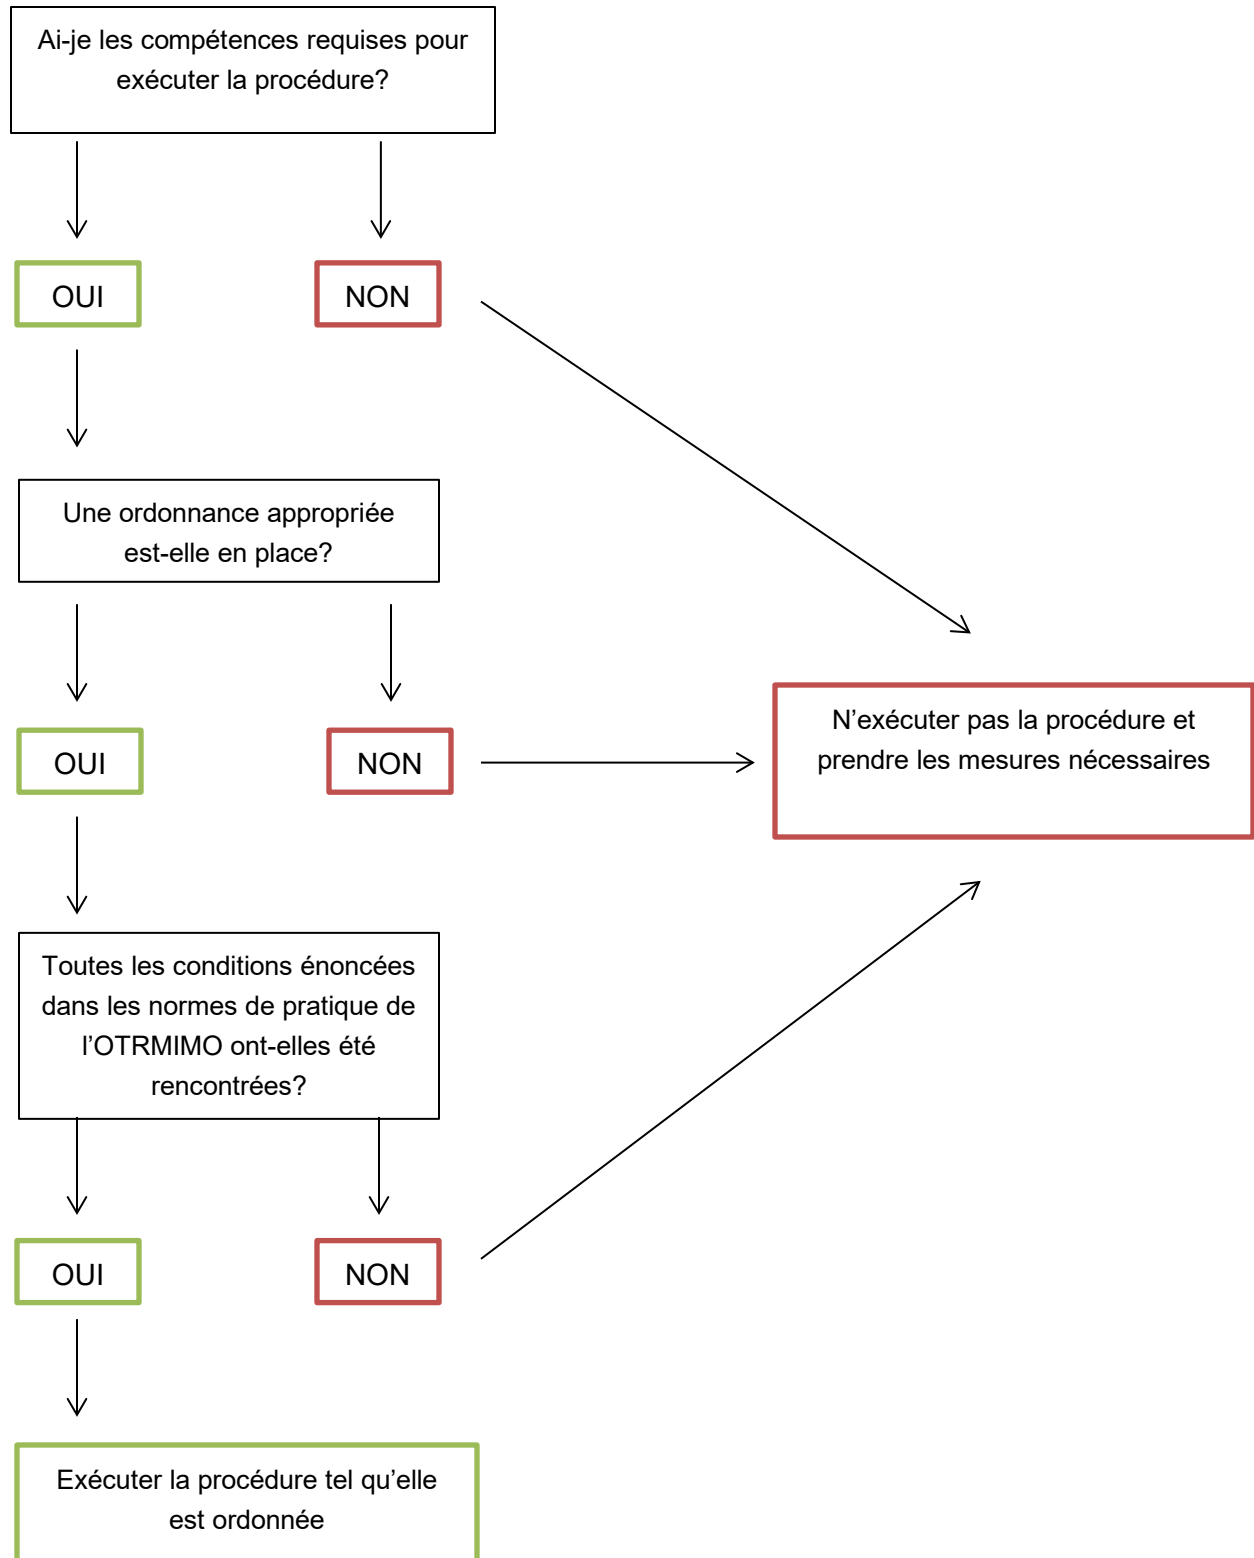 Ai-je les compétences requises pour
exécuter la procédure?
OUI
NON
Une ordonnance appropriée
est-elle en place?
N’exécuter pas la procédure et
prendre les mesures nécessaires
OUI
NON
Toutes les conditions énoncées
dans les normes de pratique de
l’OTRMIMO ont-elles été
rencontrées?
OUI
NON
Exécuter la procédure tel qu’elle
est ordonnée